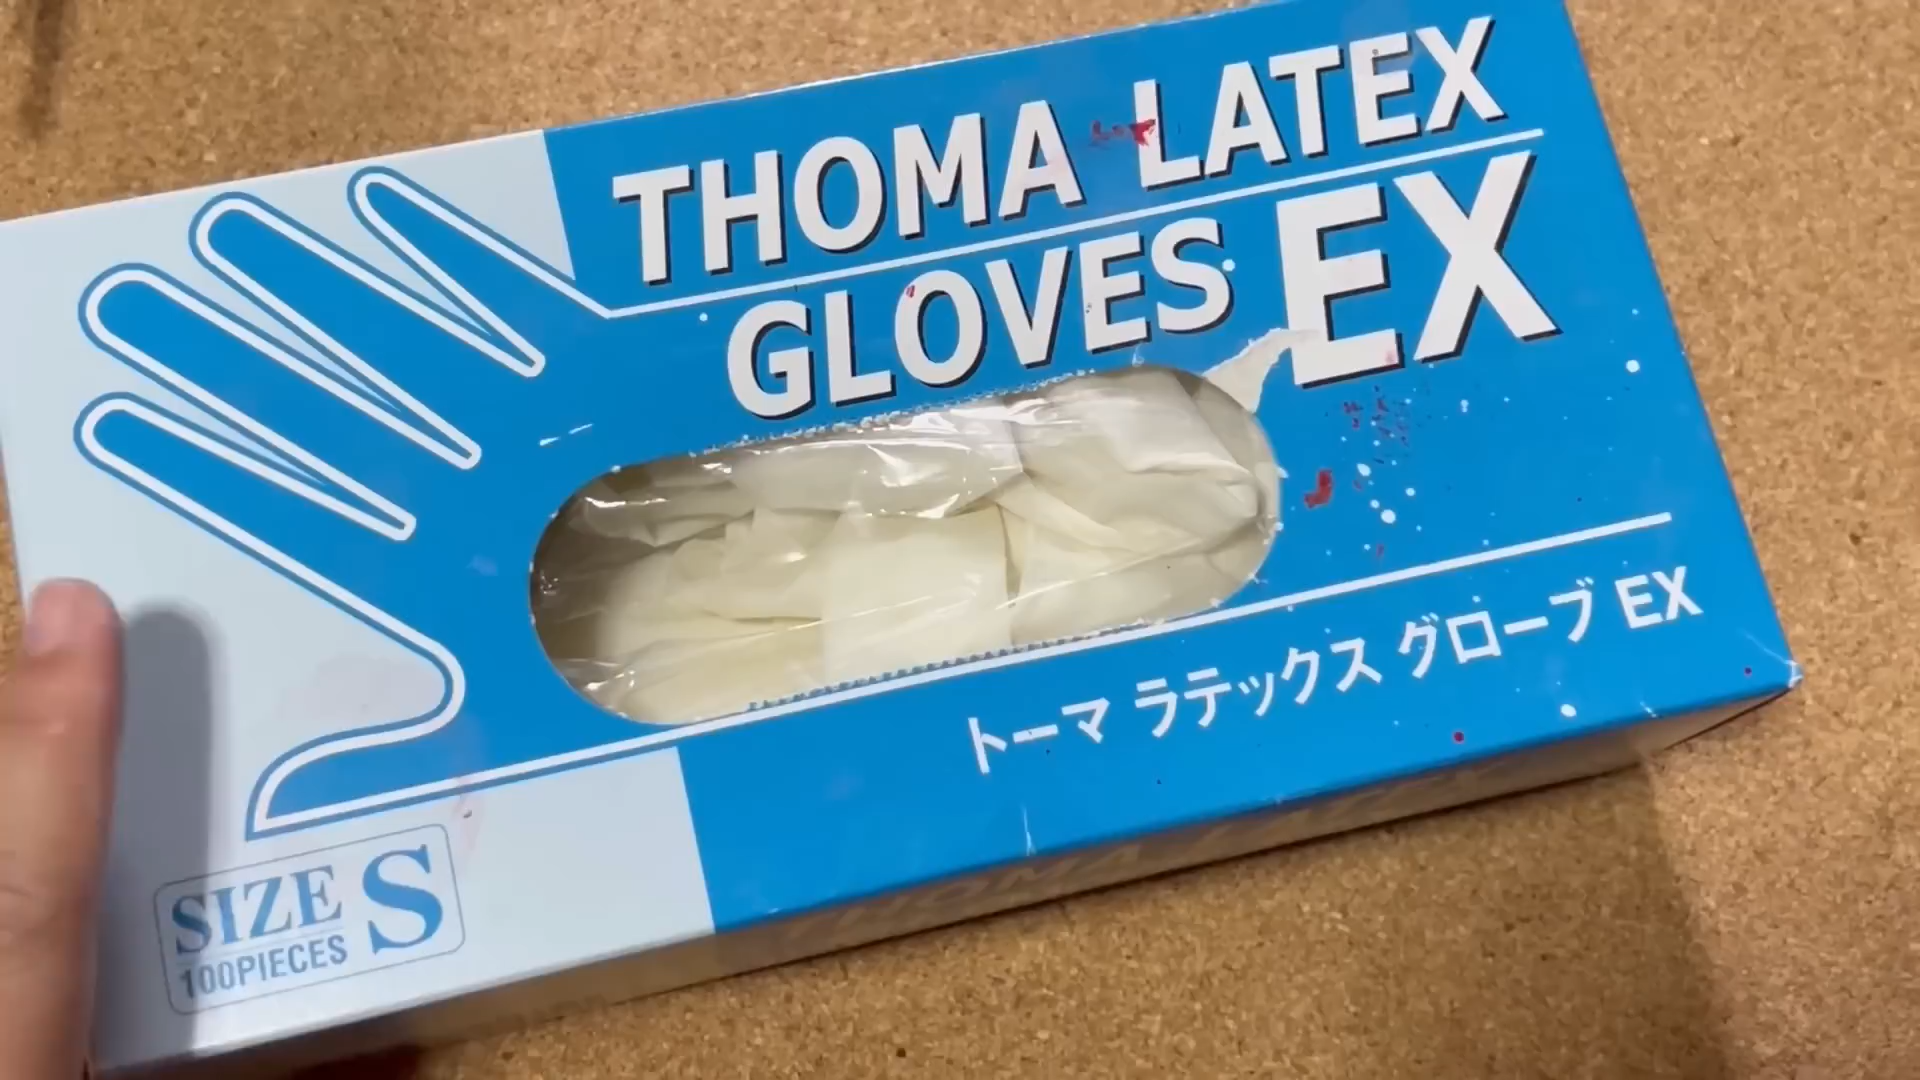 THOMA LATEX
GLOVES EX
トーマ ラテックス グローブ EX
SIZE S
100PIECES